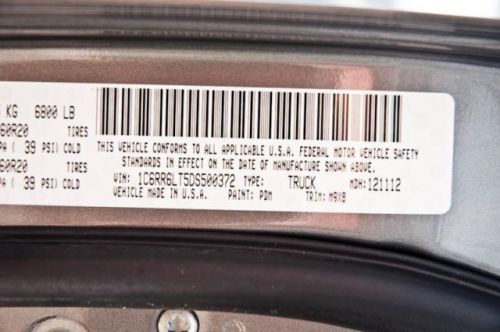 KG 6800 LB
60R20 TIRES
PA ( 39 PSI) COLD
60R20 TIRES
PA ( 39 PSI) COLD
THIS VEHICLE CONFORMS TO ALL APPLICABLE U.S.A. FEDERAL MOTOR VEHICLE SAFETY
STANDARDS IN EFFECT ON THE DATE OF MANUFACTURE SHOWN ABOVE.
VIN: 1C6RR6LT5DS500372 TYPE: TRUCK MDH: 121112
VEHICLE MADE IN U.S.A. PAINT: PDM TRIM: M9X8